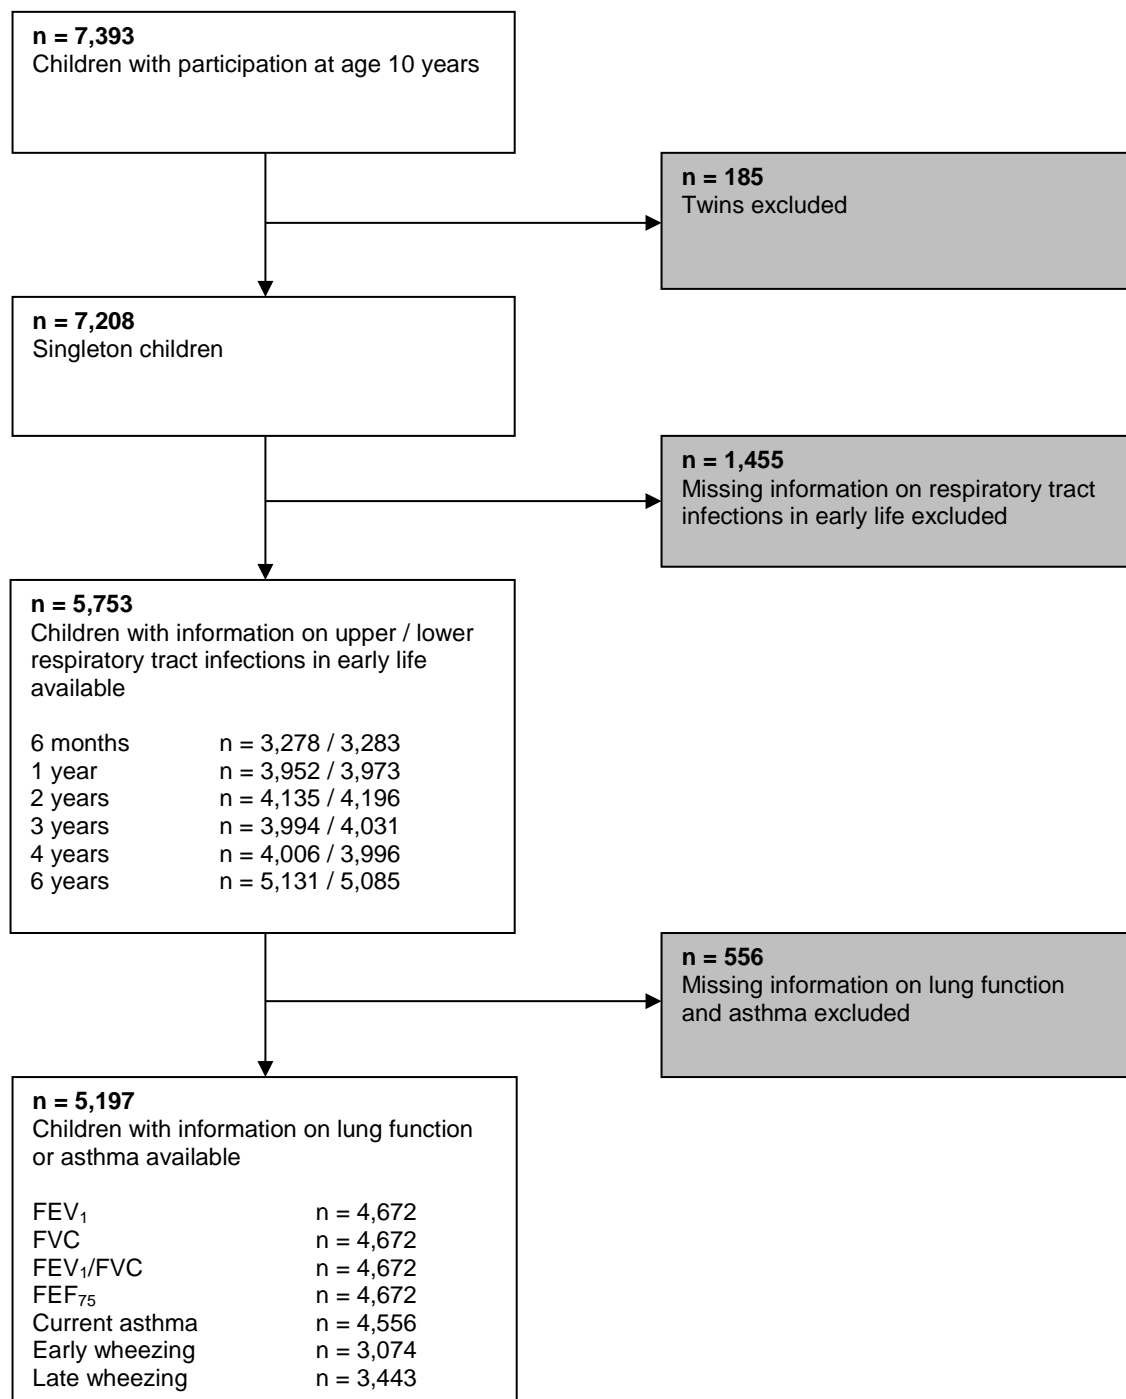 n = 7,393
Children with participation at age 10 years
n = 185
Twins excluded
n = 7,208
Singleton children
n = 1,455
Missing information on respiratory tract
infections in early life excluded
n = 5,753
Children with information on upper / lower
respiratory tract infections in early life
available
6 months n = 3,278 / 3,283
1 year n = 3,952 / 3,973
2 years n = 4,135 / 4,196
3 years n = 3,994 / 4,031
4 years n = 4,006 / 3,996
6 years n = 5,131 / 5,085
n = 556
Missing information on lung function
and asthma excluded
n = 5,197
Children with information on lung function
or asthma available
FEV₁ n = 4,672
FVC n = 4,672
FEV₁/FVC n = 4,672
FEF₇₅ n = 4,672
Current asthma n = 4,556
Early wheezing n = 3,074
Late wheezing n = 3,443